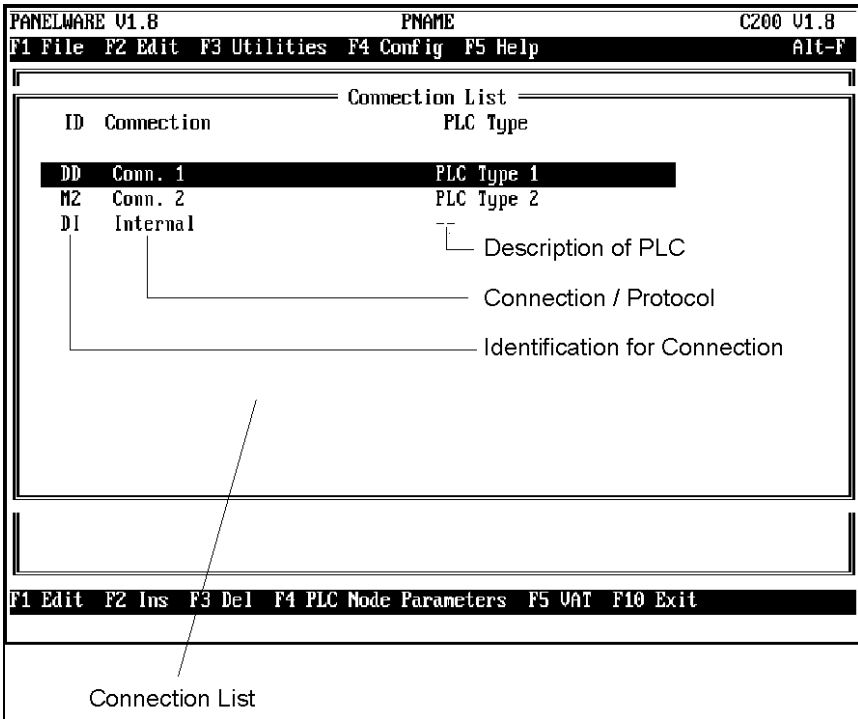 PANELWARE V1.8 PNAME C200 V1.8
F1 File F2 Edit F3 Utilities F4 Config F5 Help Alt-F
Connection List
ID Connection PLC Type
DD Conn. 1 PLC Type 1
M2 Conn. 2 PLC Type 2
DI Internal --
Description of PLC
Connection / Protocol
Identification for Connection
F1 Edit F2 Ins F3 Del F4 PLC Node Parameters F5 VAT F10 Exit
Connection List